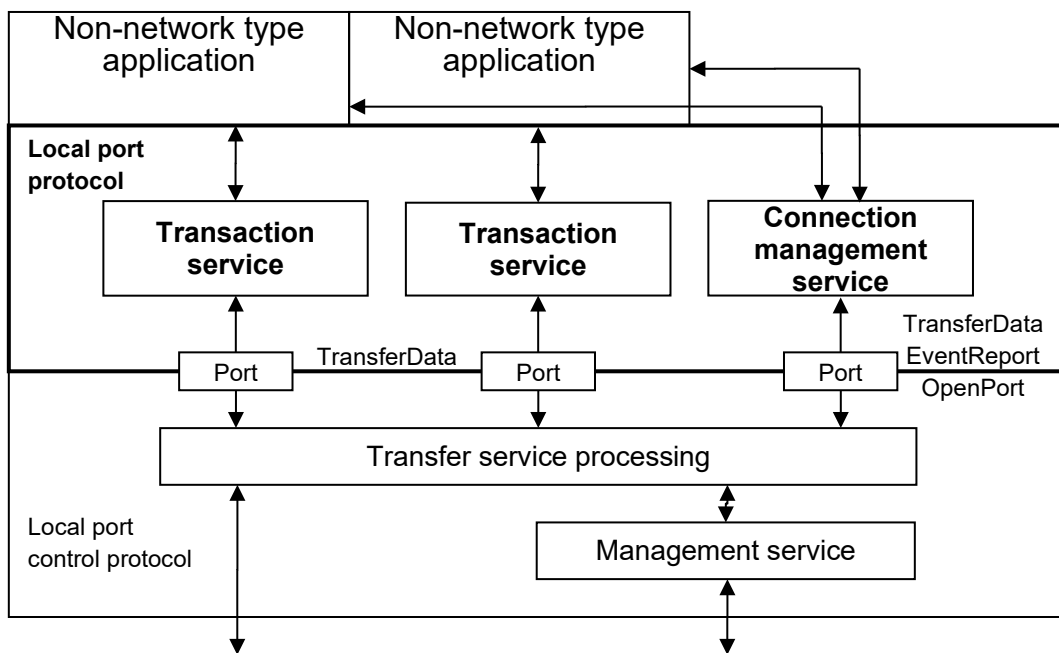 Non-network type
application
Non-network type
application
Local port
protocol
Transaction
service
Transaction
service
Connection
management
service
TransferData
TransferData
EventReport
Port
Port
Port
OpenPort
Transfer service processing
Local port
control protocol
Management service